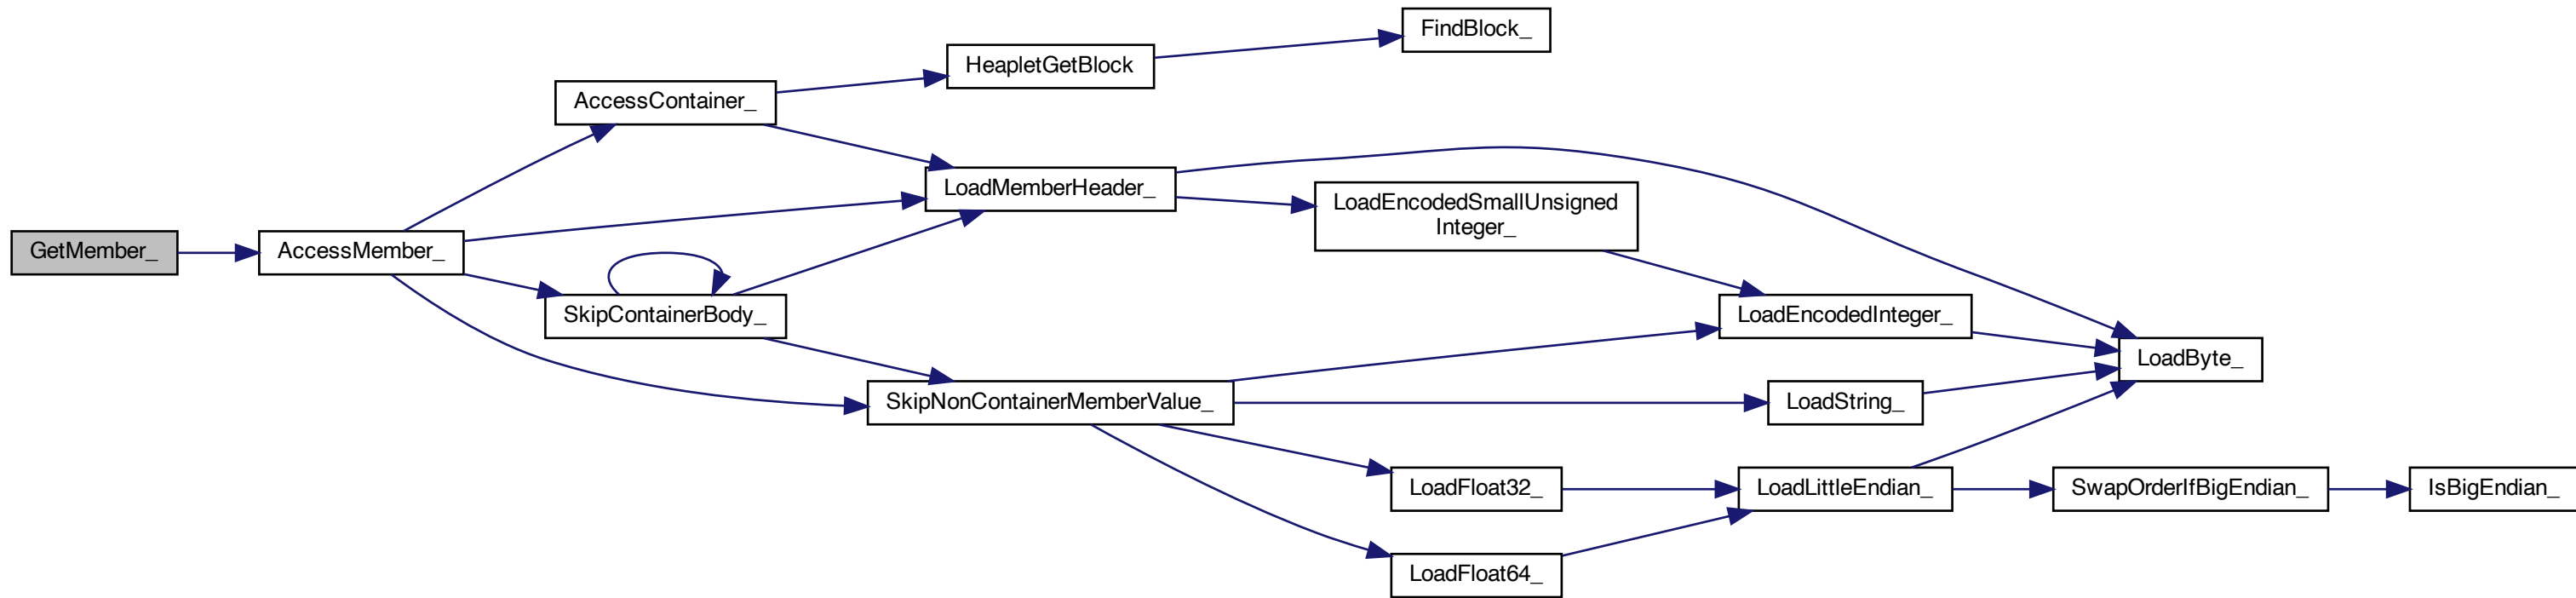 GetMember_
AccessMember_
AccessContainer_
SkipContainerBody_
HeapletGetBlock
LoadMemberHeader_
SkipNonContainerMemberValue_
FindBlock_
LoadEncodedSmallUnsigned
Integer_
LoadFloat32_
LoadFloat64_
LoadEncodedInteger_
LoadString_
LoadLittleEndian_
LoadByte_
SwapOrderIfBigEndian_
IsBigEndian_